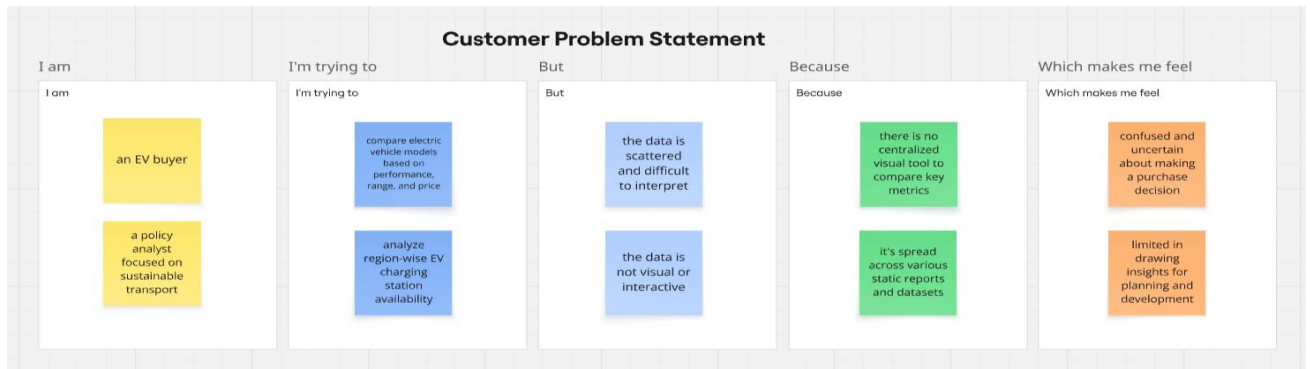 Customer Problem Statement
I am
I'm trying to
But
Because
Which makes me feel
I am
I'm trying to
But
Because
Which makes me feel
an EV buyer
compare electric
vehicle models
based on
performance,
range, and price
the data is
scattered
and difficult
to interpret
there is no
centralized
visual tool to
compare key
metrics
confused and
uncertain
about making
a purchase
decision
a policy
analyst
focused on
sustainable
transport
analyze
region-wise EV
charging
station
availability
the data is
not visual or
interactive
it's spread
across various
static reports
and datasets
limited in
drawing
insights for
planning and
development